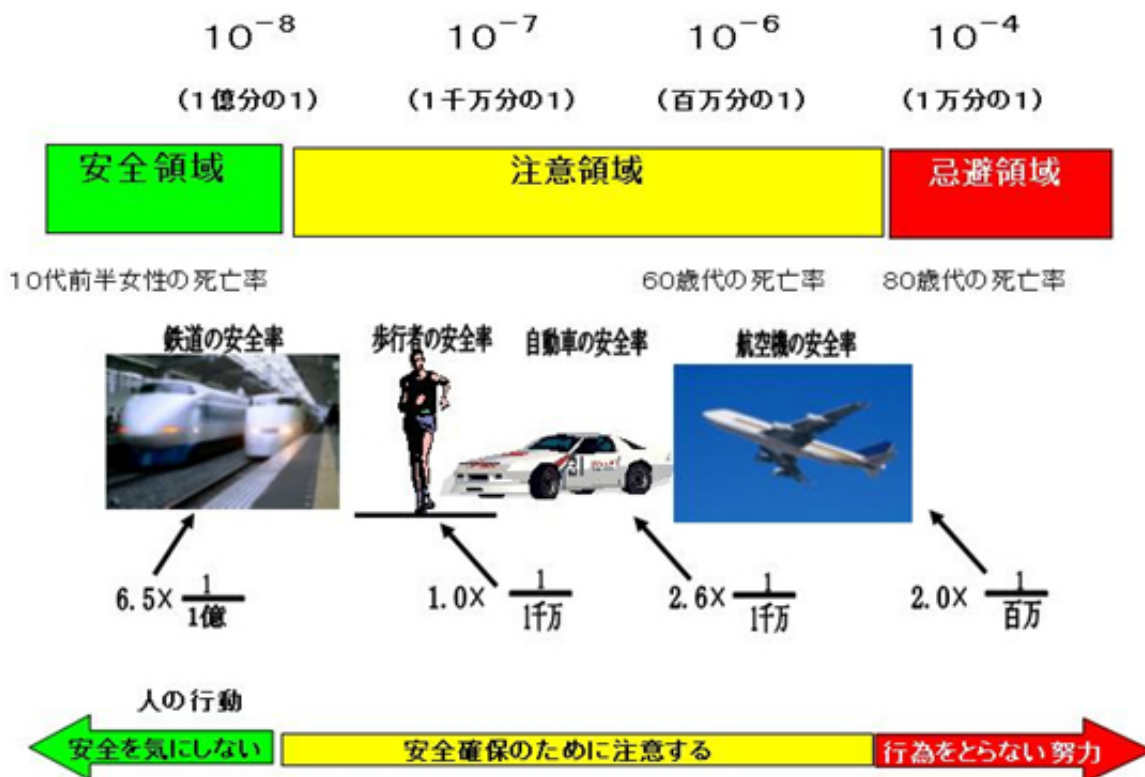 10⁻⁸ 10⁻⁷ 10⁻⁶ 10⁻⁴
(1億分の1) (1千万分の1) (百万分の1) (1万分の1)
安全領域 注意領域 忌避領域
10代前半女性の死亡率 60歳代の死亡率 80歳代の死亡率
鉄道の安全率 歩行者の安全率 自動車の安全率 航空機の安全率
31
6.5× 1/1億 1.0× 1/1千万 2.6× 1/1千万 2.0× 1/百万
人の行動
安全を気にしない 安全確保のために注意する 行為をとらない努力